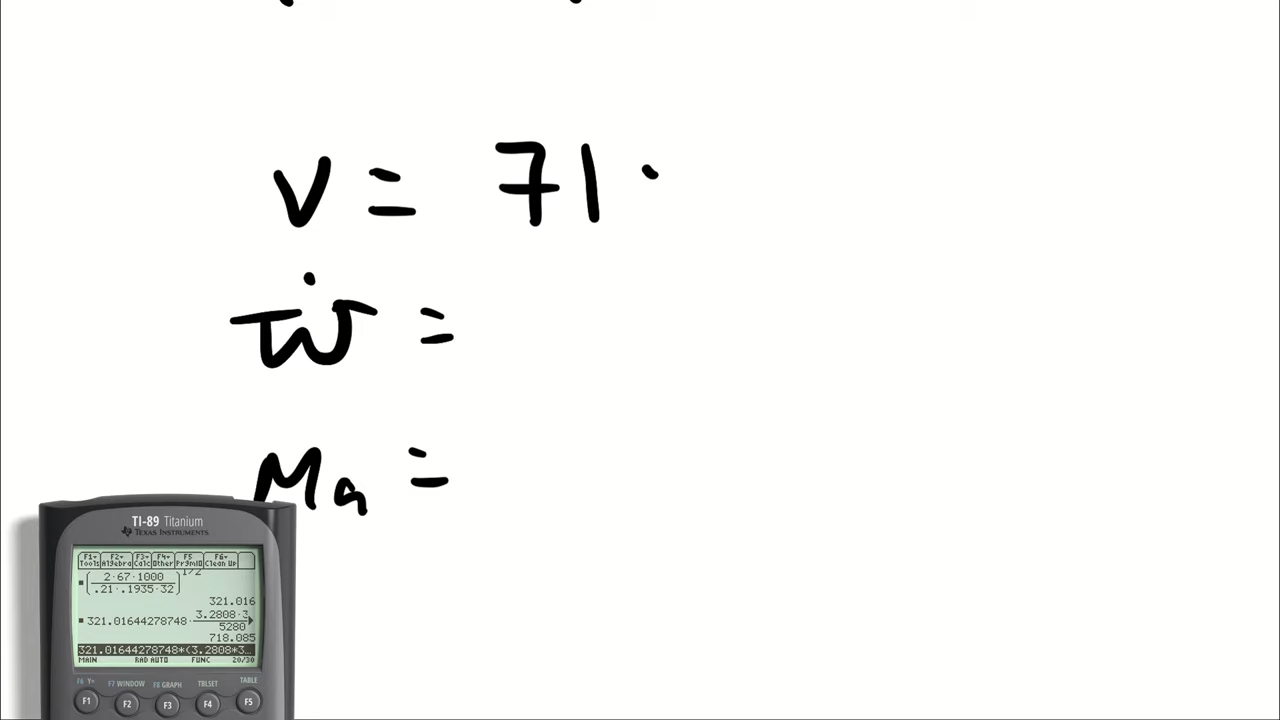 v = 71.
ẇ =
Ma =
TI-89 Titanium
TEXAS INSTRUMENTS
F1 F2 F3 F4 F5 F6
Tools Algebra Calc Other PrgmIO Clean Up
(2·67·1000/.21·.1935·32)^1/2
321.016
321.01644278748·3.2808·3/5280
718.085
321.01644278748*(3.2808*3...
MAIN RAD AUTO FUNC 20/30
F6 Y= F7 WINDOW F8 GRAPH TBLSET TABLE
F1 F2 F3 F4 F5